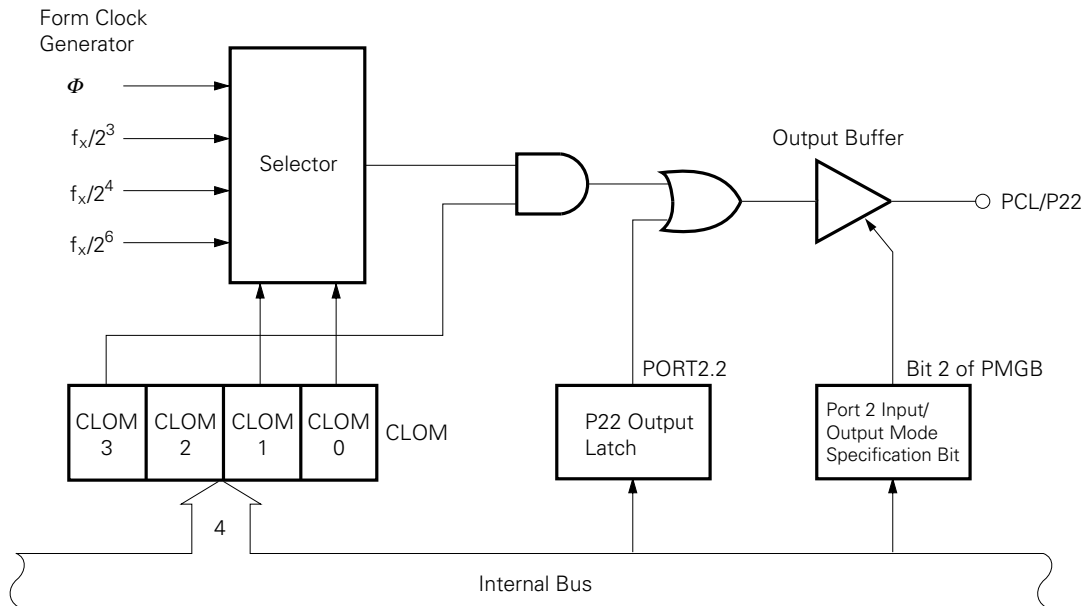 Form Clock
Generator
Φ
fx/2³
fx/2⁴
fx/2⁶
Selector
Output Buffer
PCL/P22
PORT2.2
Bit 2 of PMGB
CLOM
3
CLOM
2
CLOM
1
CLOM
0
CLOM
P22 Output
Latch
Port 2 Input/
Output Mode
Specification Bit
4
Internal Bus